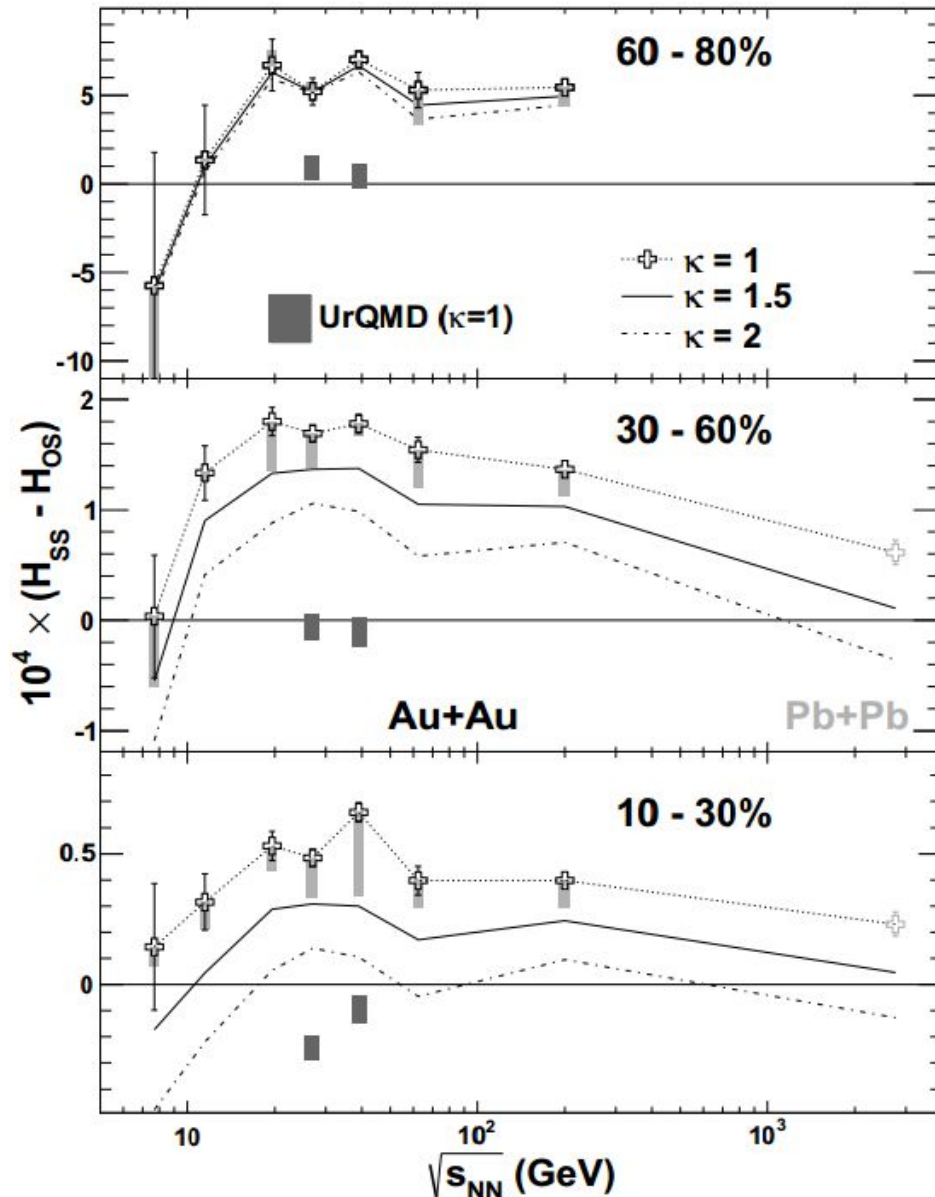 10⁴ × (H_SS - H_OS)
60 - 80%
5
0
-5
-10
κ = 1
κ = 1.5
κ = 2
UrQMD (κ=1)
30 - 60%
2
1
0
-1
Au+Au
Pb+Pb
10 - 30%
0.5
0
10
10²
10³
√s_NN (GeV)